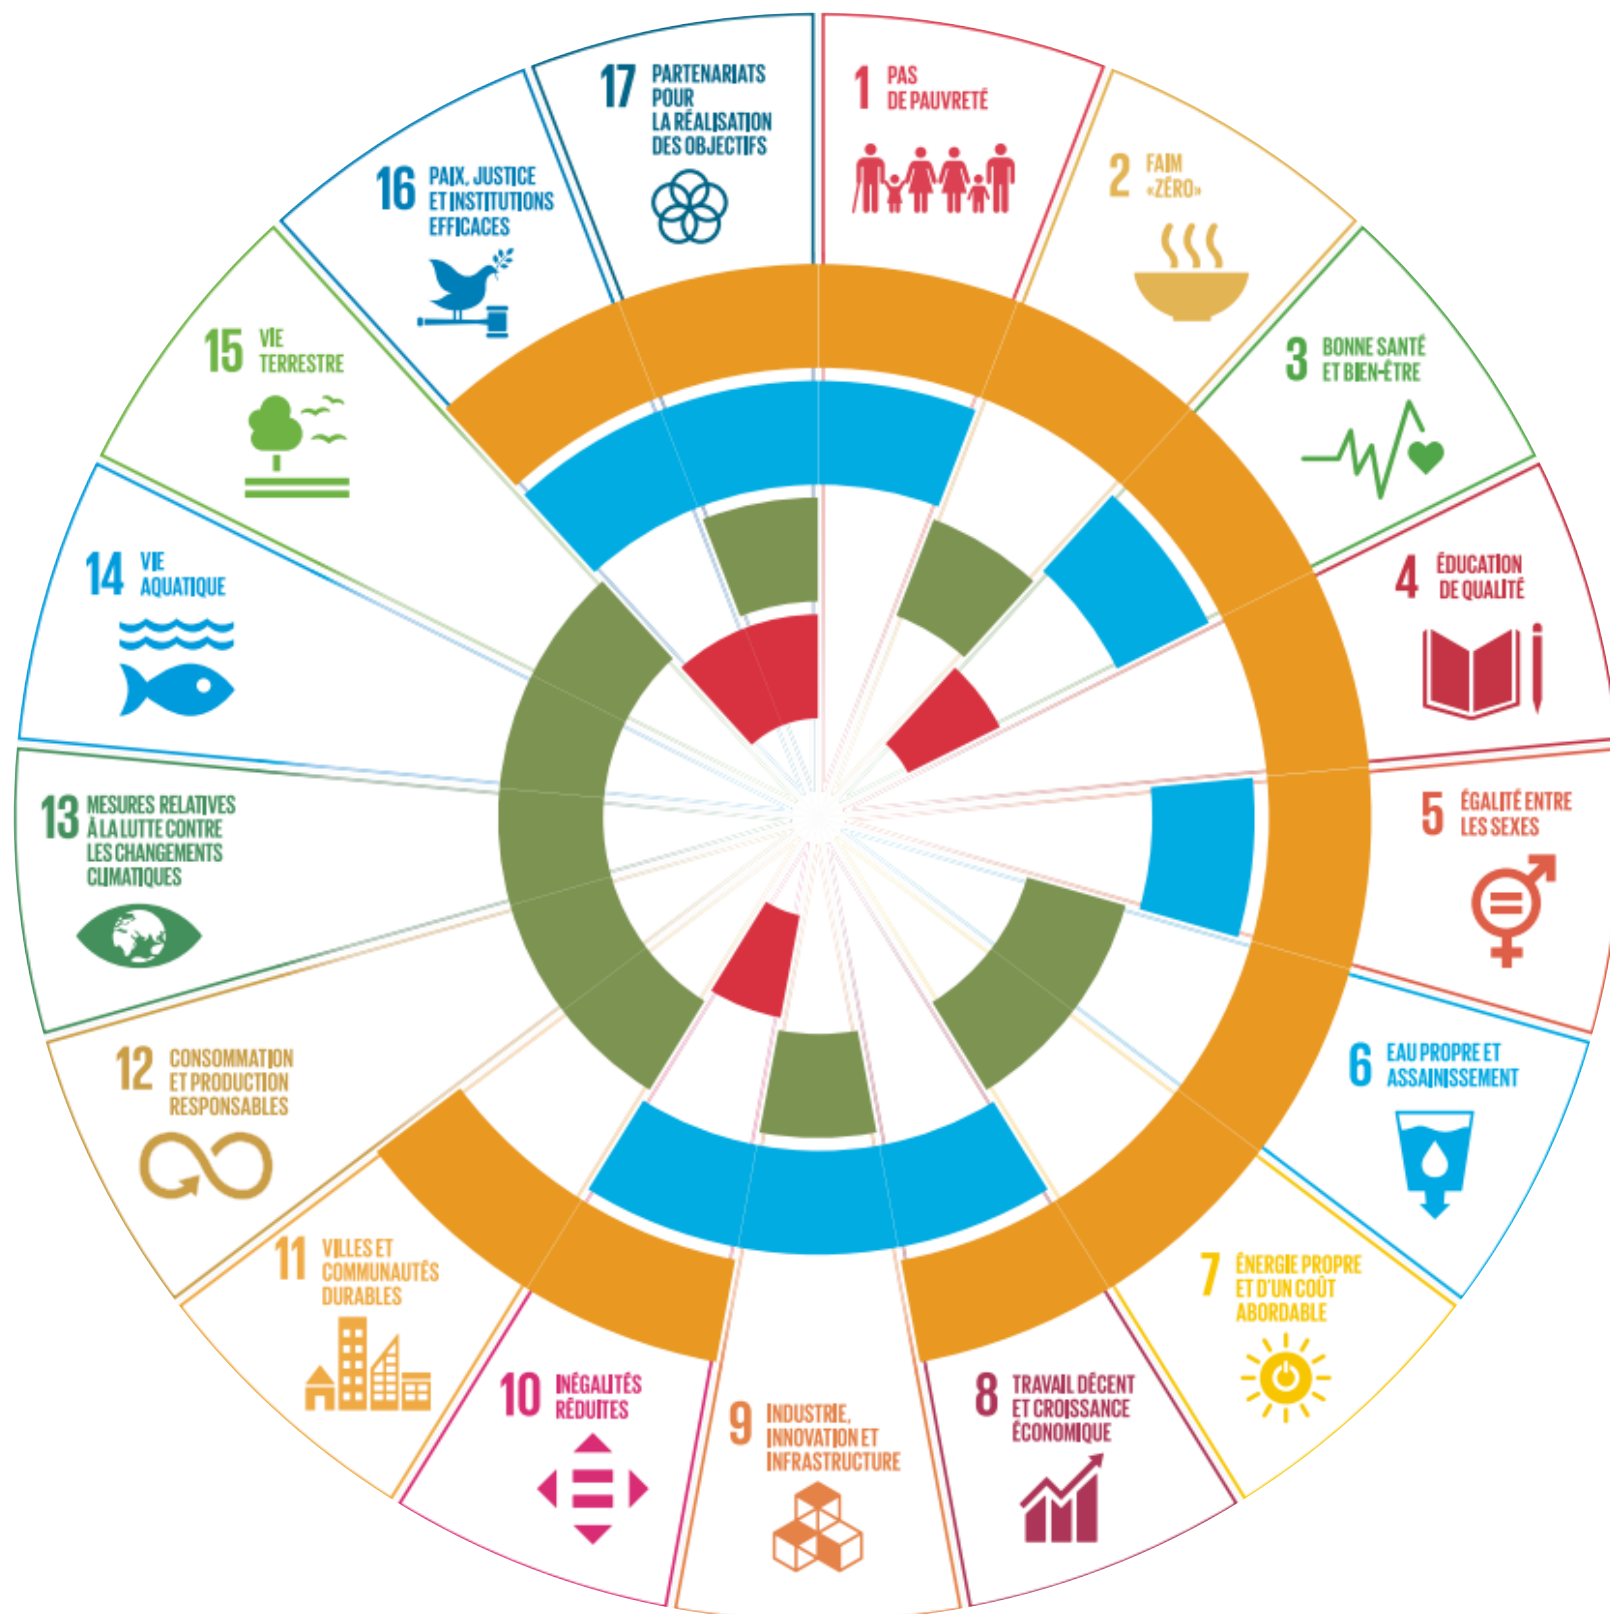 1 PAS
DE PAUVRETÉ
2 FAIM
«ZÉRO»
3 BONNE SANTÉ
ET BIEN-ÊTRE
4 ÉDUCATION
DE QUALITÉ
5 ÉGALITÉ ENTRE
LES SEXES
6 EAU PROPRE ET
ASSAINISSEMENT
7 ÉNERGIE PROPRE
ET D'UN COÛT
ABORDABLE
8 TRAVAIL DÉCENT
ET CROISSANCE
ÉCONOMIQUE
9 INDUSTRIE,
INNOVATION ET
INFRASTRUCTURE
10 INÉGALITÉS
RÉDUITES
11 VILLES ET
COMMUNAUTÉS
DURABLES
12 CONSOMMATION
ET PRODUCTION
RESPONSABLES
13 MESURES RELATIVES
À LA LUTTE CONTRE
LES CHANGEMENTS
CLIMATIQUES
14 VIE
AQUATIQUE
15 VIE
TERRESTRE
16 PAIX, JUSTICE
ET INSTITUTIONS
EFFICACES
17 PARTENARIATS
POUR
LA RÉALISATION
DES OBJECTIFS